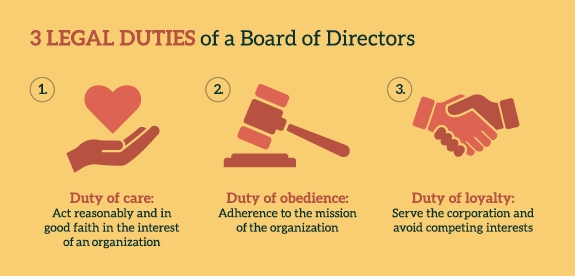 3 LEGAL DUTIES of a Board of Directors
1.
2.
3.
Duty of care:
Act reasonably and in
good faith in the interest
of an organization
Duty of obedience:
Adherence to the mission
of the organization
Duty of loyalty:
Serve the corporation and
avoid competing interests